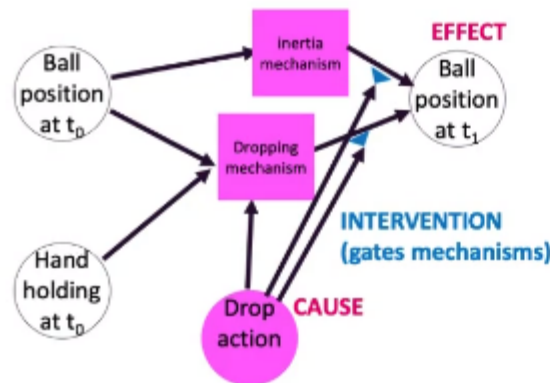 inertia
mechanism
EFFECT
Ball
position
at t₀
Ball
position
at t₁
Dropping
mechanism
INTERVENTION
(gates mechanisms)
Hand
holding
at t₀
Drop
action
CAUSE